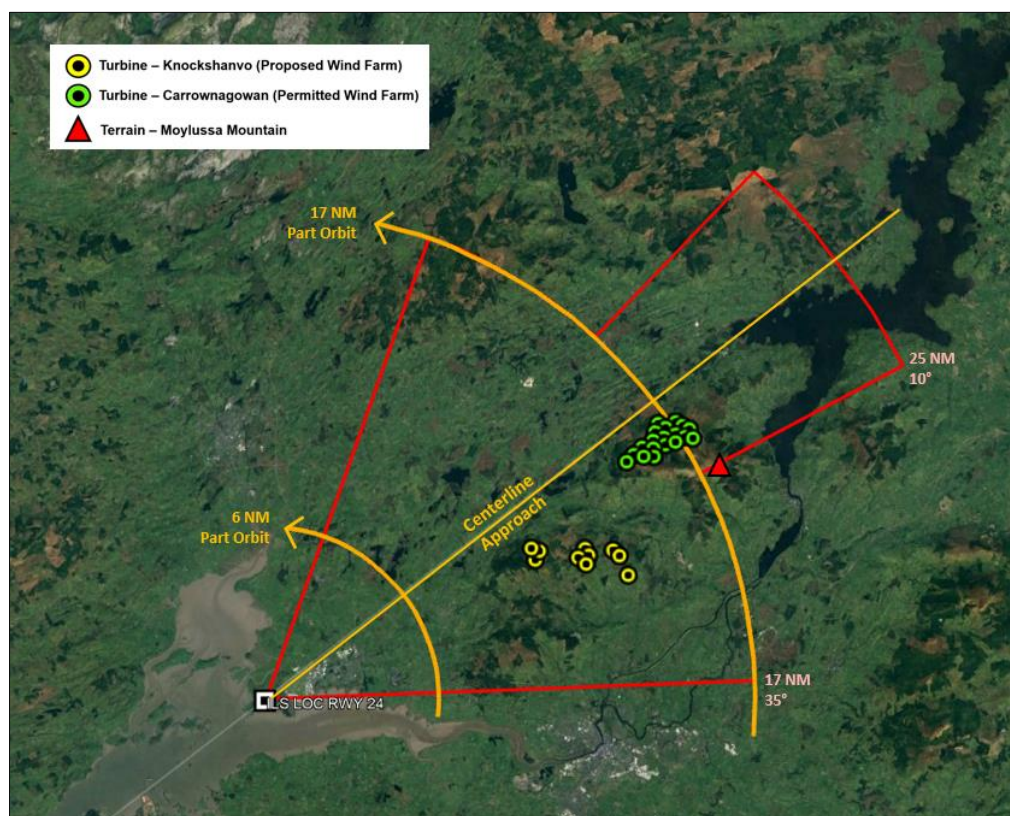 Turbine – Knockshanvo (Proposed Wind Farm)
Turbine – Carrownagowan (Permitted Wind Farm)
Terrain – Moylussa Mountain
17 NM
Part Orbit
25 NM
10°
Centerline
Approach
6 NM
Part Orbit
17 NM
35°
ILS LOC RWY 24